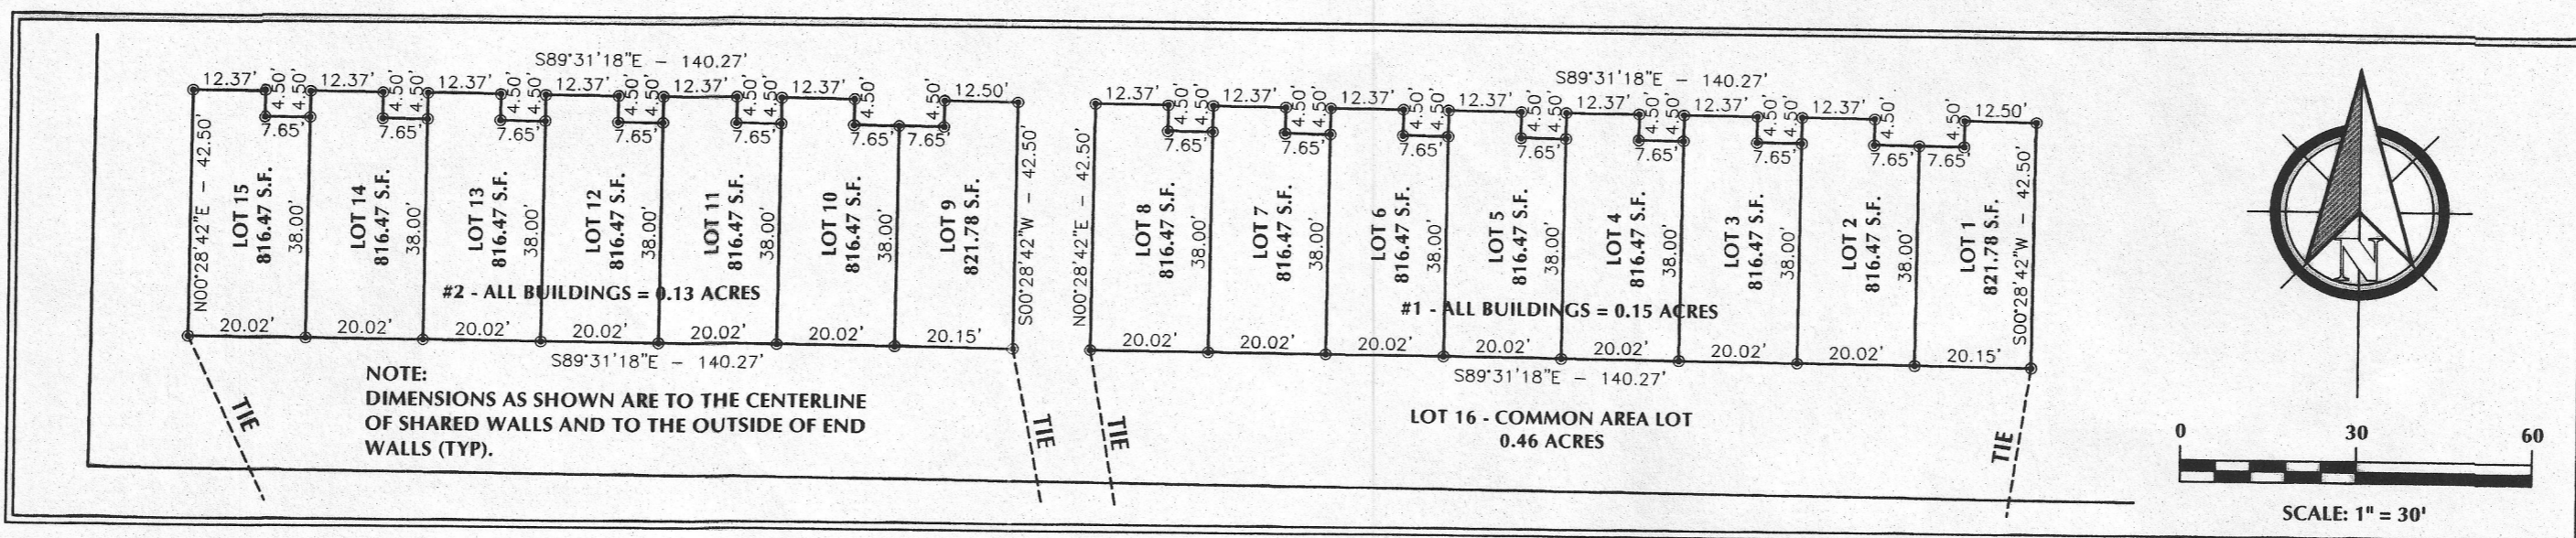 S89°31'18"E – 140.27'
12.37' 4.50' 4.50' 12.37' 4.50' 4.50' 12.37' 4.50' 4.50' 12.37' 4.50' 4.50' 12.37' 4.50' 4.50' 12.37' 4.50' 4.50' 12.50'
7.65' 7.65' 7.65' 7.65' 7.65' 7.65' 7.65'
N00°28'42"E – 42.50'
LOT 15
816.47 S.F.
38.00'
LOT 14
816.47 S.F.
38.00'
LOT 13
816.47 S.F.
38.00'
LOT 12
816.47 S.F.
38.00'
LOT 11
816.47 S.F.
38.00'
LOT 10
816.47 S.F.
38.00'
LOT 9
821.78 S.F.
S00°28'42"W – 42.50'
#2 - ALL BUILDINGS = 0.13 ACRES
20.02' 20.02' 20.02' 20.02' 20.02' 20.02' 20.15'
S89°31'18"E – 140.27'
NOTE:
DIMENSIONS AS SHOWN ARE TO THE CENTERLINE
OF SHARED WALLS AND TO THE OUTSIDE OF END
WALLS (TYP).
TIE
TIE
S89°31'18"E – 140.27'
12.37' 4.50' 4.50' 12.37' 4.50' 4.50' 12.37' 4.50' 4.50' 12.37' 4.50' 4.50' 12.37' 4.50' 4.50' 12.37' 4.50' 4.50' 12.37' 4.50' 4.50' 12.50'
7.65' 7.65' 7.65' 7.65' 7.65' 7.65' 7.65' 7.65'
N00°28'42"E – 42.50'
LOT 8
816.47 S.F.
38.00'
LOT 7
816.47 S.F.
38.00'
LOT 6
816.47 S.F.
38.00'
LOT 5
816.47 S.F.
38.00'
LOT 4
816.47 S.F.
38.00'
LOT 3
816.47 S.F.
38.00'
LOT 2
816.47 S.F.
38.00'
LOT 1
821.78 S.F.
S00°28'42"W – 42.50'
#1 - ALL BUILDINGS = 0.15 ACRES
20.02' 20.02' 20.02' 20.02' 20.02' 20.02' 20.02' 20.15'
S89°31'18"E – 140.27'
LOT 16 - COMMON AREA LOT
0.46 ACRES
TIE
TIE
N
0 30 60
SCALE: 1" = 30'